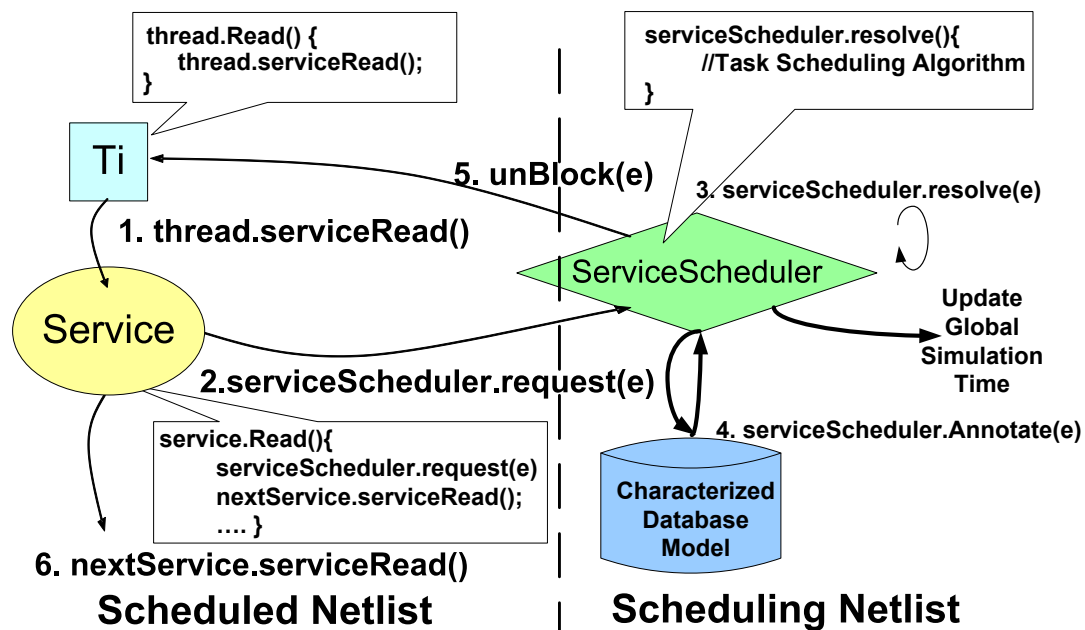 thread.Read() {
thread.serviceRead();
}
serviceScheduler.resolve(){
//Task Scheduling Algorithm
}
Ti
5. unBlock(e)
3. serviceScheduler.resolve(e)
1. thread.serviceRead()
ServiceScheduler
Service
Update
Global
Simulation
Time
2.serviceScheduler.request(e)
4. serviceScheduler.Annotate(e)
service.Read(){
serviceScheduler.request(e)
nextService.serviceRead();
.... }
Characterized
Database
Model
6. nextService.serviceRead()
Scheduled Netlist
Scheduling Netlist